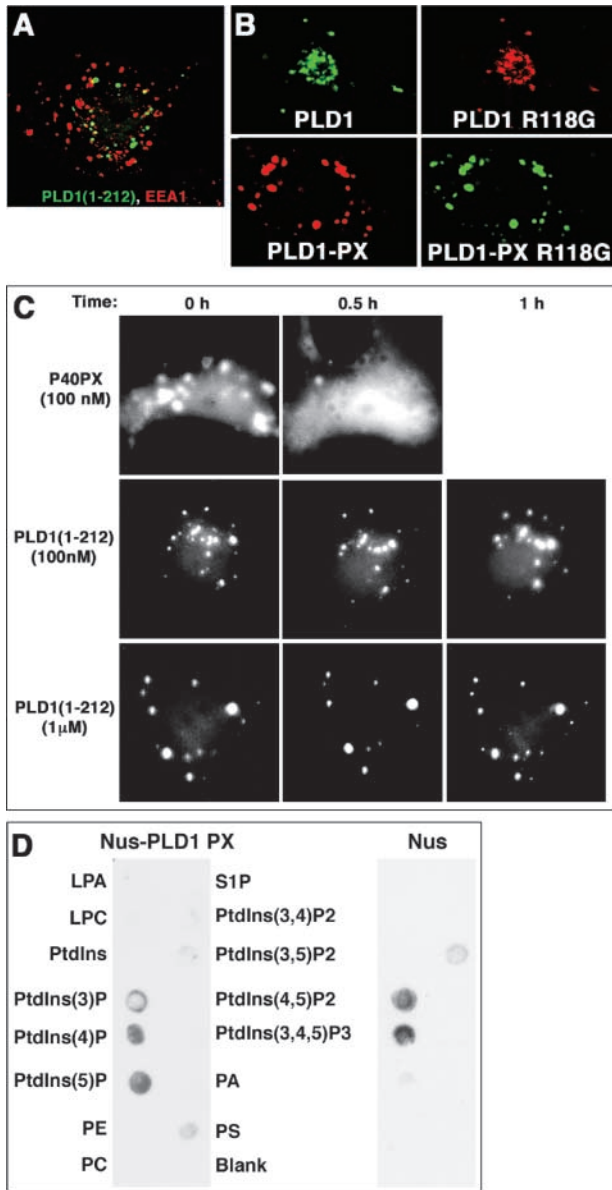 A
PLD1(1-212), EEA1
B
PLD1
PLD1 R118G
PLD1-PX
PLD1-PX R118G
C
Time: 0 h 0.5 h 1 h
P40PX
(100 nM)
PLD1(1-212)
(100nM)
PLD1(1-212)
(1μM)
D
Nus-PLD1 PX Nus
LPA S1P
LPC PtdIns(3,4)P2
PtdIns PtdIns(3,5)P2
PtdIns(3)P PtdIns(4,5)P2
PtdIns(4)P PtdIns(3,4,5)P3
PtdIns(5)P PA
PE PS
PC Blank